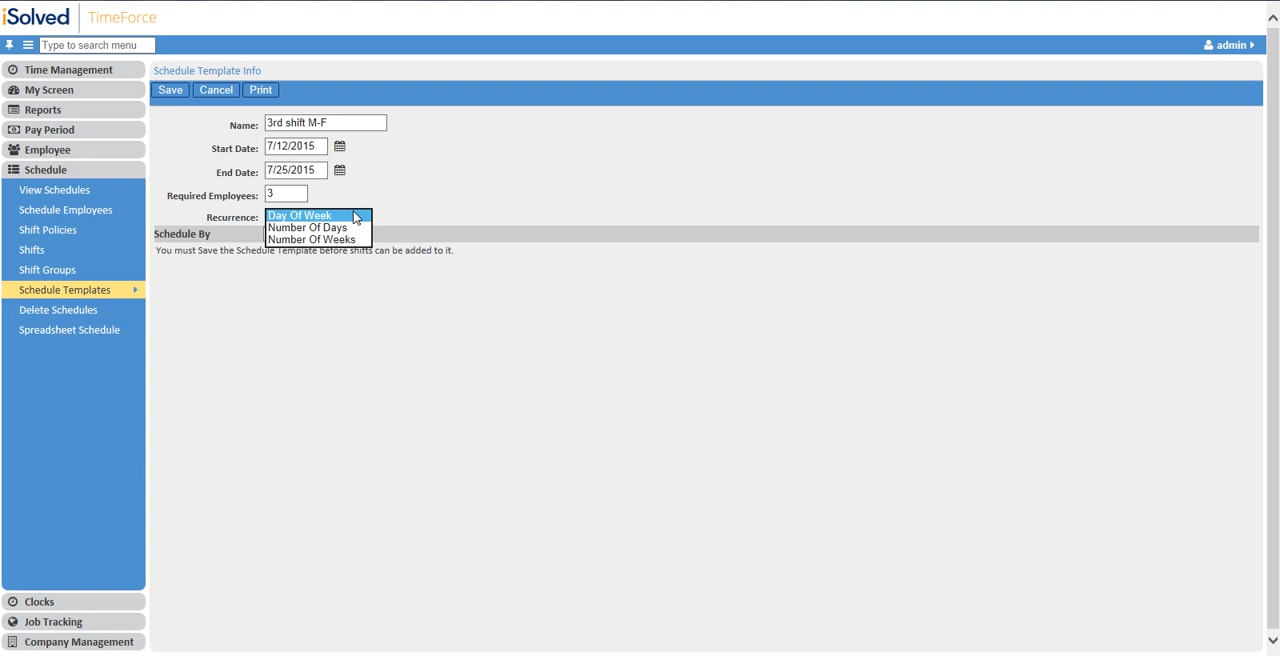 iSolved TimeForce
Type to search menu
admin
Time Management
My Screen
Reports
Pay Period
Employee
Schedule
View Schedules
Schedule Employees
Shift Policies
Shifts
Shift Groups
Schedule Templates
Delete Schedules
Spreadsheet Schedule
Clocks
Job Tracking
Company Management
Schedule Template Info
Save Cancel Print
Name: 3rd shift M-F
Start Date: 7/12/2015
End Date: 7/25/2015
Required Employees: 3
Recurrence: Day Of Week
Number Of Days
Number Of Weeks
Schedule By
You must Save the Schedule Template before shifts can be added to it.